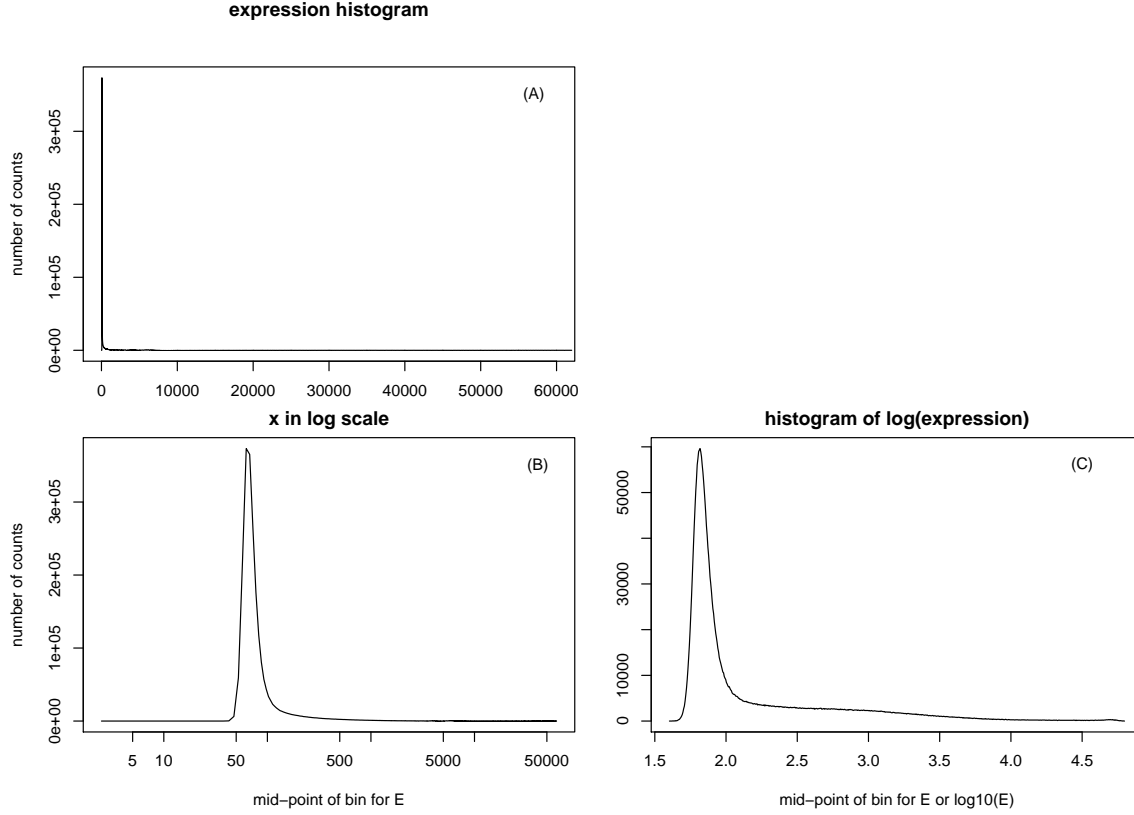 expression histogram
(A)
number of counts
3e+05
2e+05
1e+05
0e+00
0 10000 20000 30000 40000 50000 60000
x in log scale
(B)
number of counts
3e+05
2e+05
1e+05
0e+00
5 10 50 500 5000 50000
mid−point of bin for E
histogram of log(expression)
(C)
50000
30000
10000
0
1.5 2.0 2.5 3.0 3.5 4.0 4.5
mid−point of bin for E or log10(E)